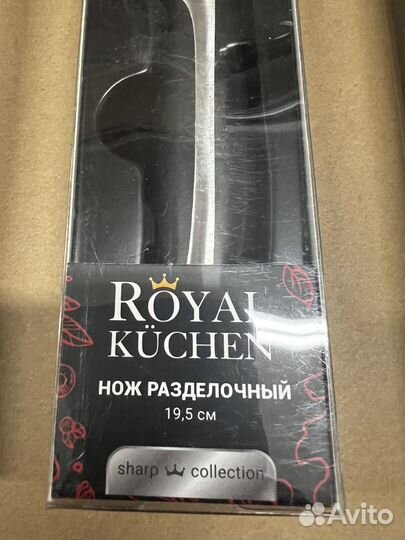 ROYAL
KÜCHEN
НОЖ РАЗДЕЛОЧНЫЙ
19,5 см
sharp collection
Avito